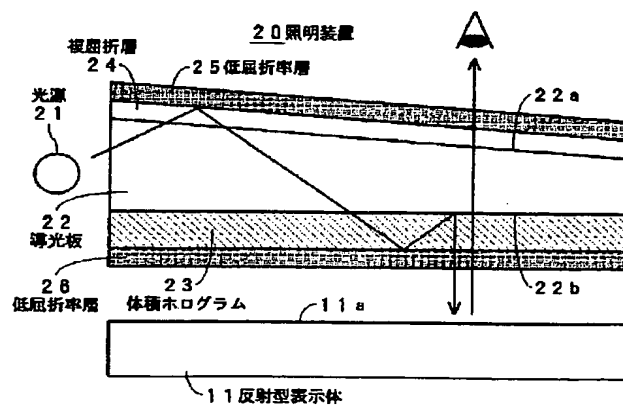 20照明装置
複屈折層
24
25低屈折率層
光源
21
22a
22
導光板
26
低屈折率層
23
体積ホログラム
22b
11a
11反射型表示体